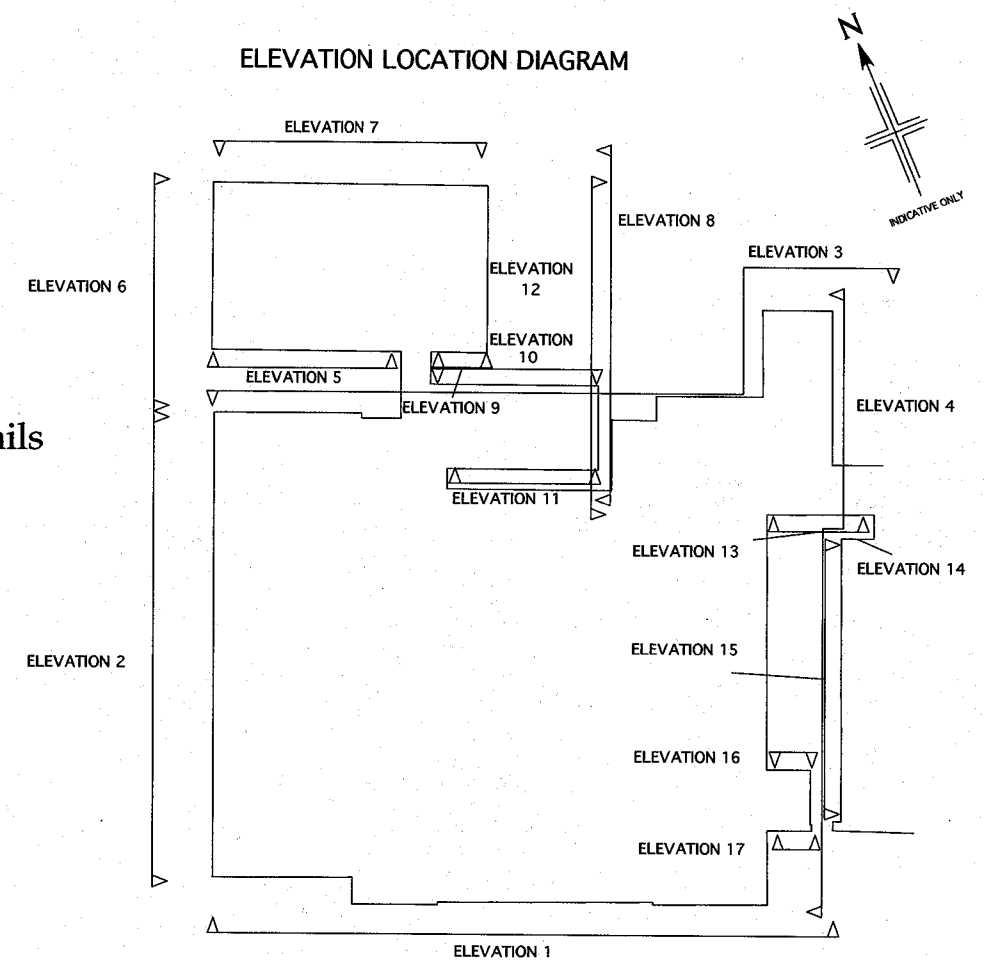 N
ELEVATION LOCATION DIAGRAM
INDICATIVE ONLY
ELEVATION 7
ELEVATION 8
ELEVATION 3
ELEVATION
12
ELEVATION 6
ELEVATION
10
ELEVATION 5
ELEVATION 9
ELEVATION 4
ils
ELEVATION 11
ELEVATION 13
ELEVATION 14
ELEVATION 15
ELEVATION 2
ELEVATION 16
ELEVATION 17
ELEVATION 1